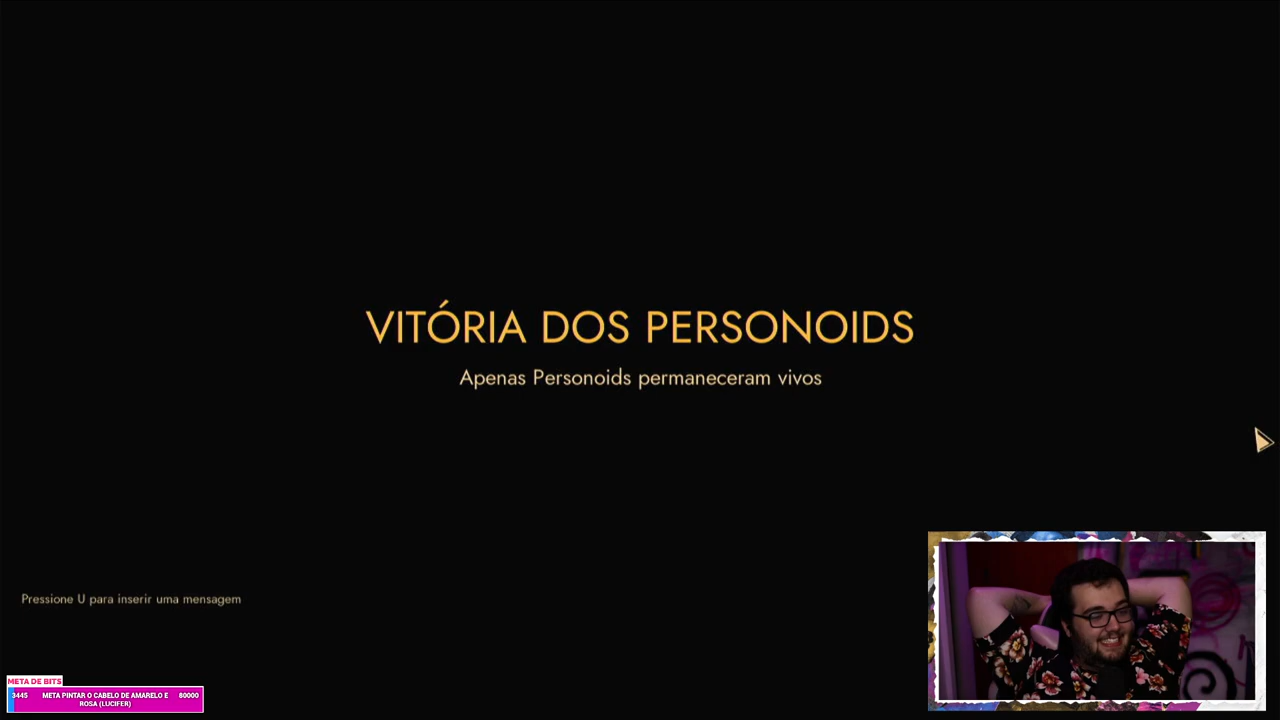 VITÓRIA DOS PERSONOIDS
Apenas Personoids permaneceram vivos
Pressione U para inserir uma mensagem
META DE BITS
3445 META PINTAR O CABELO DE AMARELO E 80000
ROSA (LUCIFER)